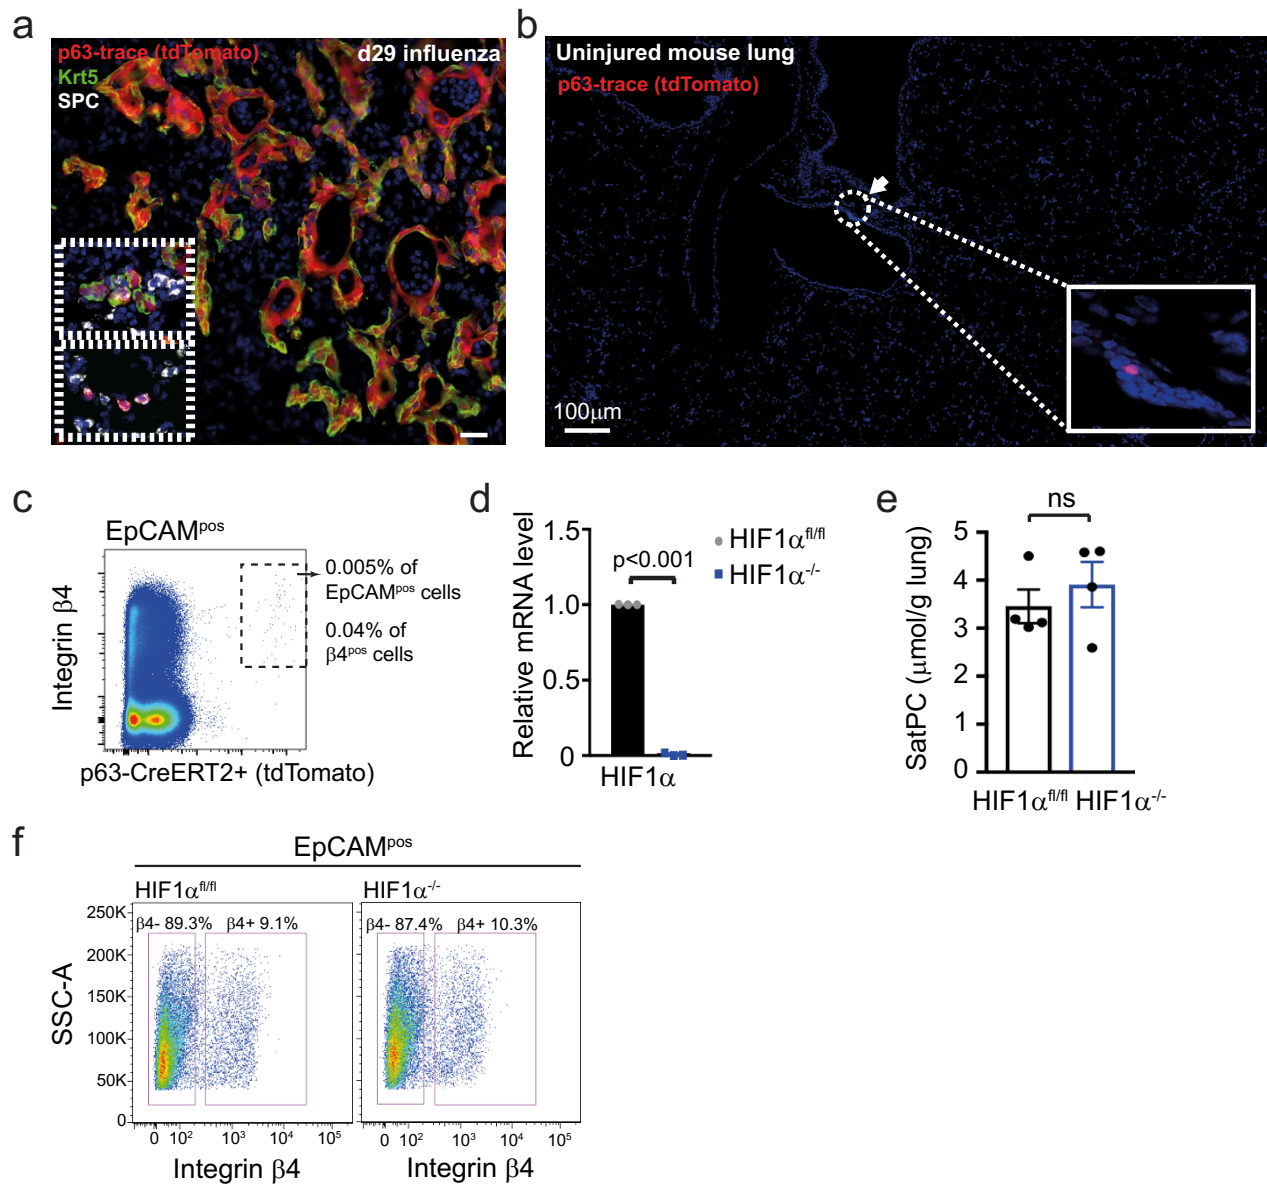 a
p63-trace (tdTomato)
d29 influenza
Krt5
SPC
b
Uninjured mouse lung
p63-trace (tdTomato)
100μm
c
EpCAMpos
Integrin β4
0.005% of
EpCAMpos cells
0.04% of
β4pos cells
p63-CreERT2+ (tdTomato)
d
Relative mRNA level
1.5
1.0
0.5
0
p<0.001
HIF1αfl/fl
HIF1α-/-
HIF1α
e
ns
SatPC (μmol/g lung)
5
4
3
2
1
0
HIF1αfl/fl HIF1α-/-
f
EpCAMpos
HIF1αfl/fl
HIF1α-/-
β4- 89.3% β4+ 9.1%
β4- 87.4% β4+ 10.3%
SSC-A
250K
200K
150K
100K
50K
0
0 10² 10³ 10⁴ 10⁵
0 10² 10³ 10⁴ 10⁵
Integrin β4
Integrin β4